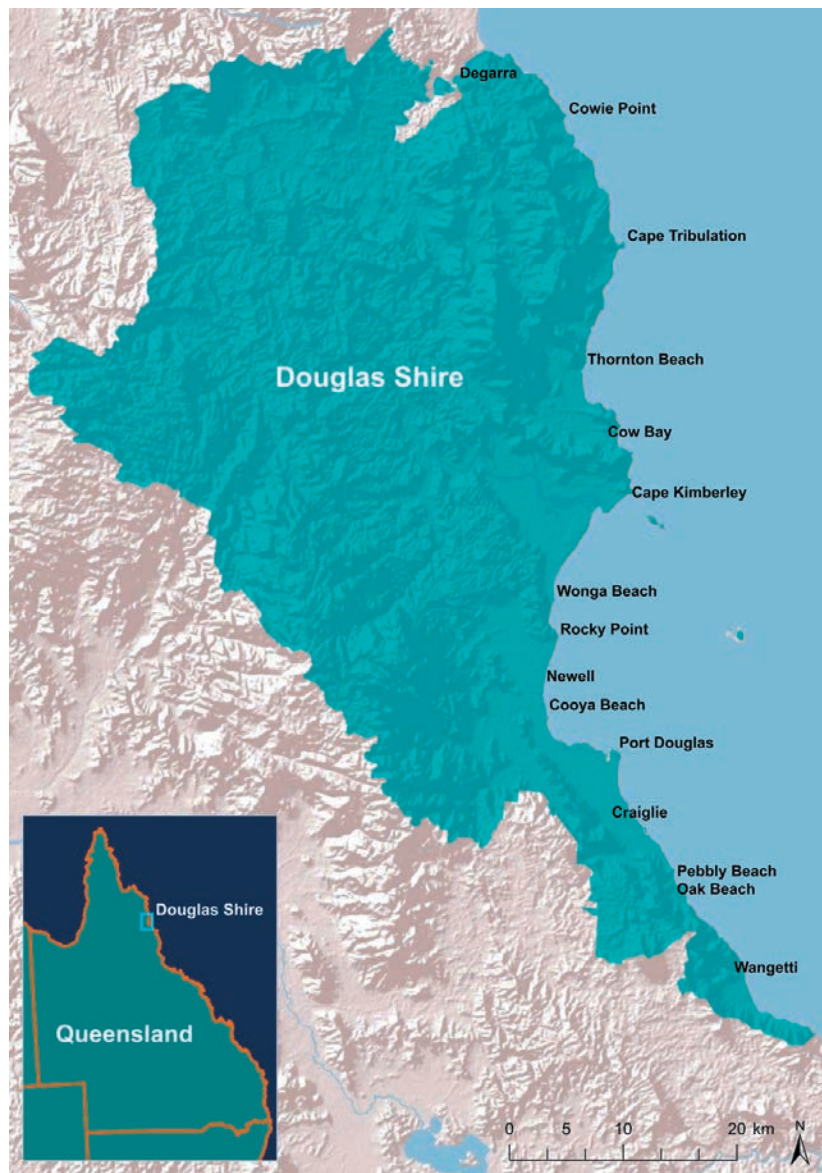 Degarra
Cowie Point
Cape Tribulation
Thornton Beach
Douglas Shire
Cow Bay
Cape Kimberley
Wonga Beach
Rocky Point
Newell
Cooya Beach
Port Douglas
Craiglie
Pebbly Beach
Oak Beach
Douglas Shire
Wangetti
Queensland
0 5 10 20 km
N